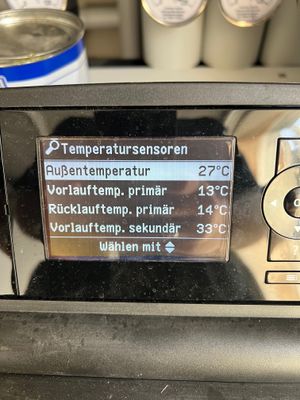 Temperatursensoren
Außentemperatur 27°C
Vorlauftemp. primär 13°C
Rücklauftemp. primär 14°C
Vorlauftemp. sekundär 33°C
Wählen mit